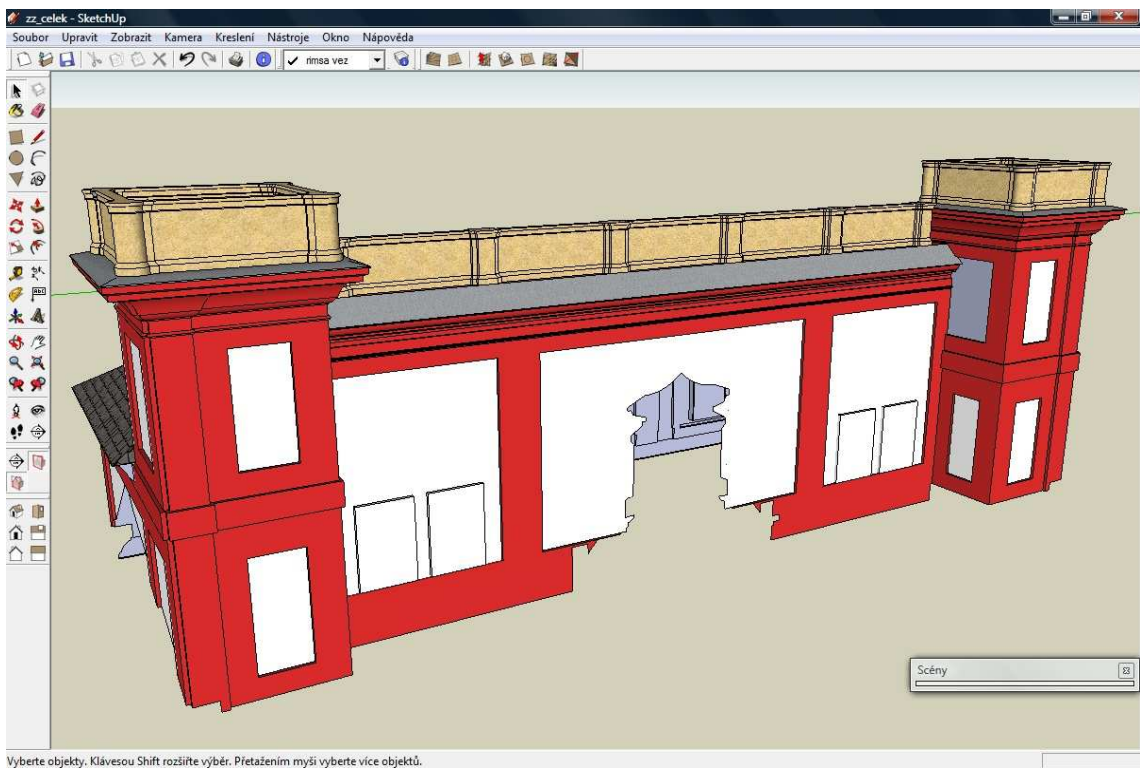 zz_celek - SketchUp
Soubor Upravit Zobrazit Kamera Kreslení Nástroje Okno Nápověda
rimsa vez
Scény
Vyberte objekty. Klávesou Shift rozšiřte výběr. Přetažením myši vyberte více objektů.